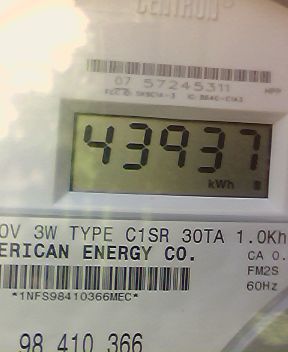 CENTRON®
07 57245311
43937
kWh
0V 3W TYPE C1SR 30TA 1.0Kh
ERICAN ENERGY CO.
CA 0.
FM2S
60Hz
*1NFS98410366MEC*
98 410 366